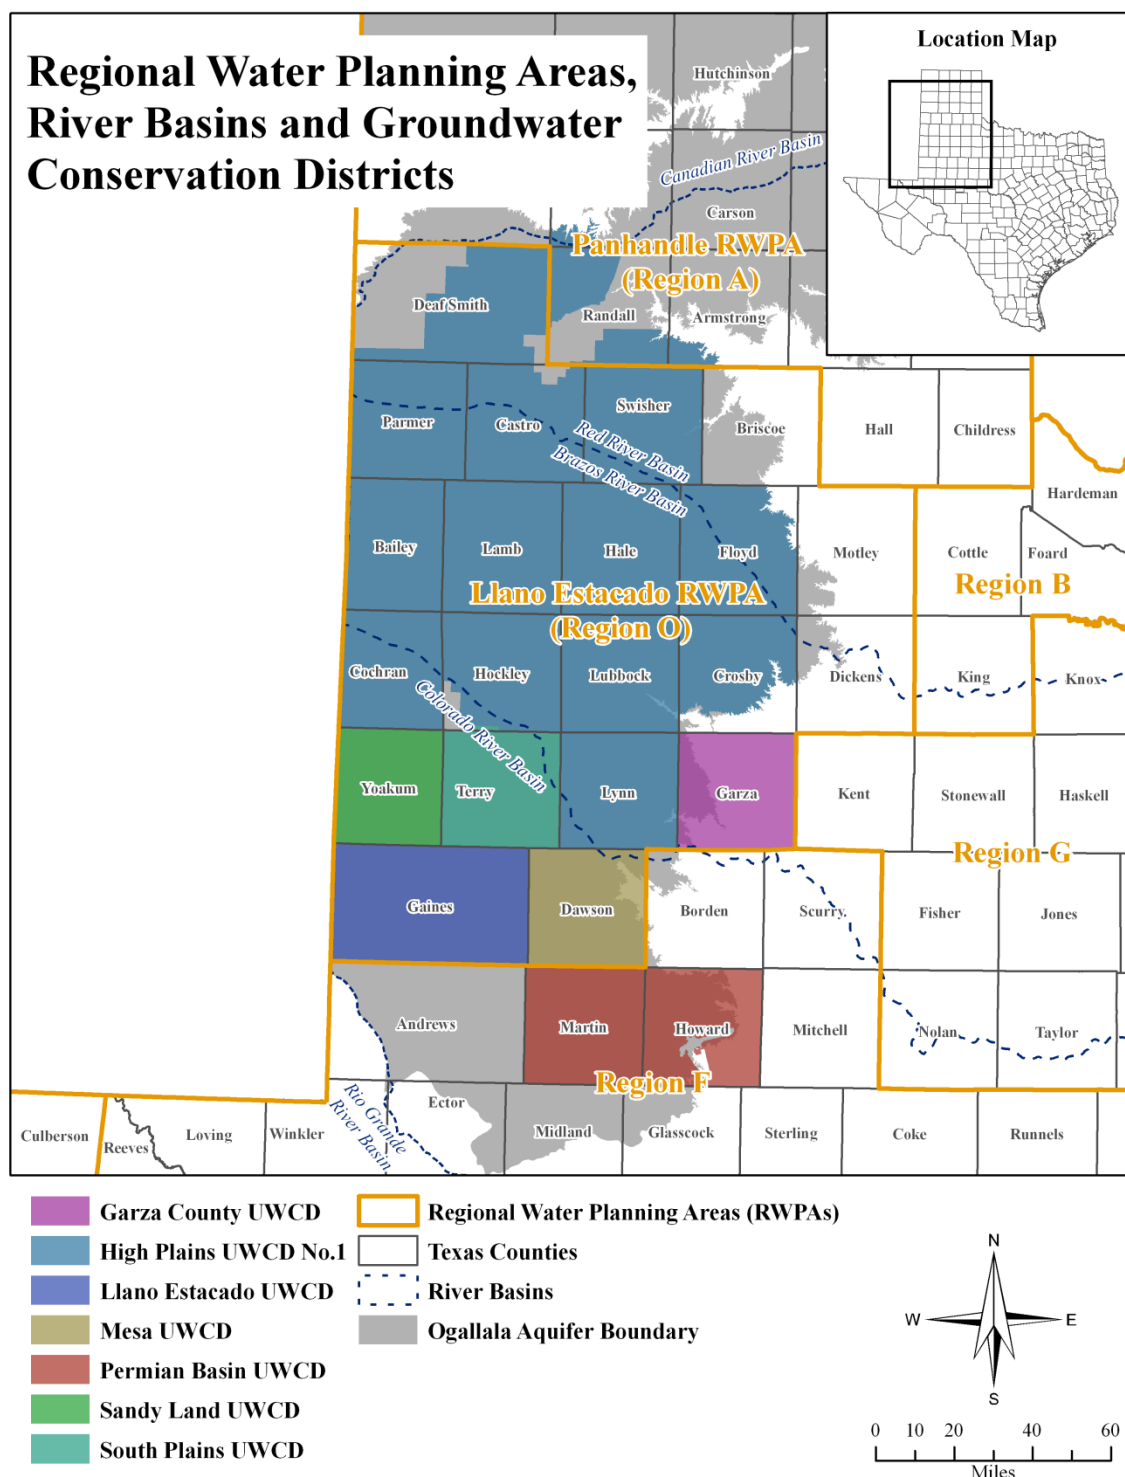 Regional Water Planning Areas,
River Basins and Groundwater
Conservation Districts
Location Map
Hutchinson
Canadian River Basin
Carson
Panhandle RWPA
(Region A)
Deaf Smith
Randall
Armstrong
Parmer
Castro
Swisher
Briscoe
Hall
Childress
Red River Basin
Brazos River Basin
Hardeman
Bailey
Lamb
Hale
Floyd
Motley
Cottle
Foard
Llano Estacado RWPA
(Region O)
Region B
Cochran
Hockley
Lubbock
Crosby
Dickens
King
Knox
Colorado River Basin
Yoakum
Terry
Lynn
Garza
Kent
Stonewall
Haskell
Region G
Gaines
Dawson
Borden
Scurry
Fisher
Jones
Andrews
Martin
Howard
Mitchell
Nolan
Taylor
Region F
Rio Grande
River Basin
Culberson
Reeves
Loving
Winkler
Ector
Midland
Glasscock
Sterling
Coke
Runnels
Garza County UWCD
High Plains UWCD No.1
Llano Estacado UWCD
Mesa UWCD
Permian Basin UWCD
Sandy Land UWCD
South Plains UWCD
Regional Water Planning Areas (RWPAs)
Texas Counties
River Basins
Ogallala Aquifer Boundary
N
W E
S
0 10 20 40 60
Miles